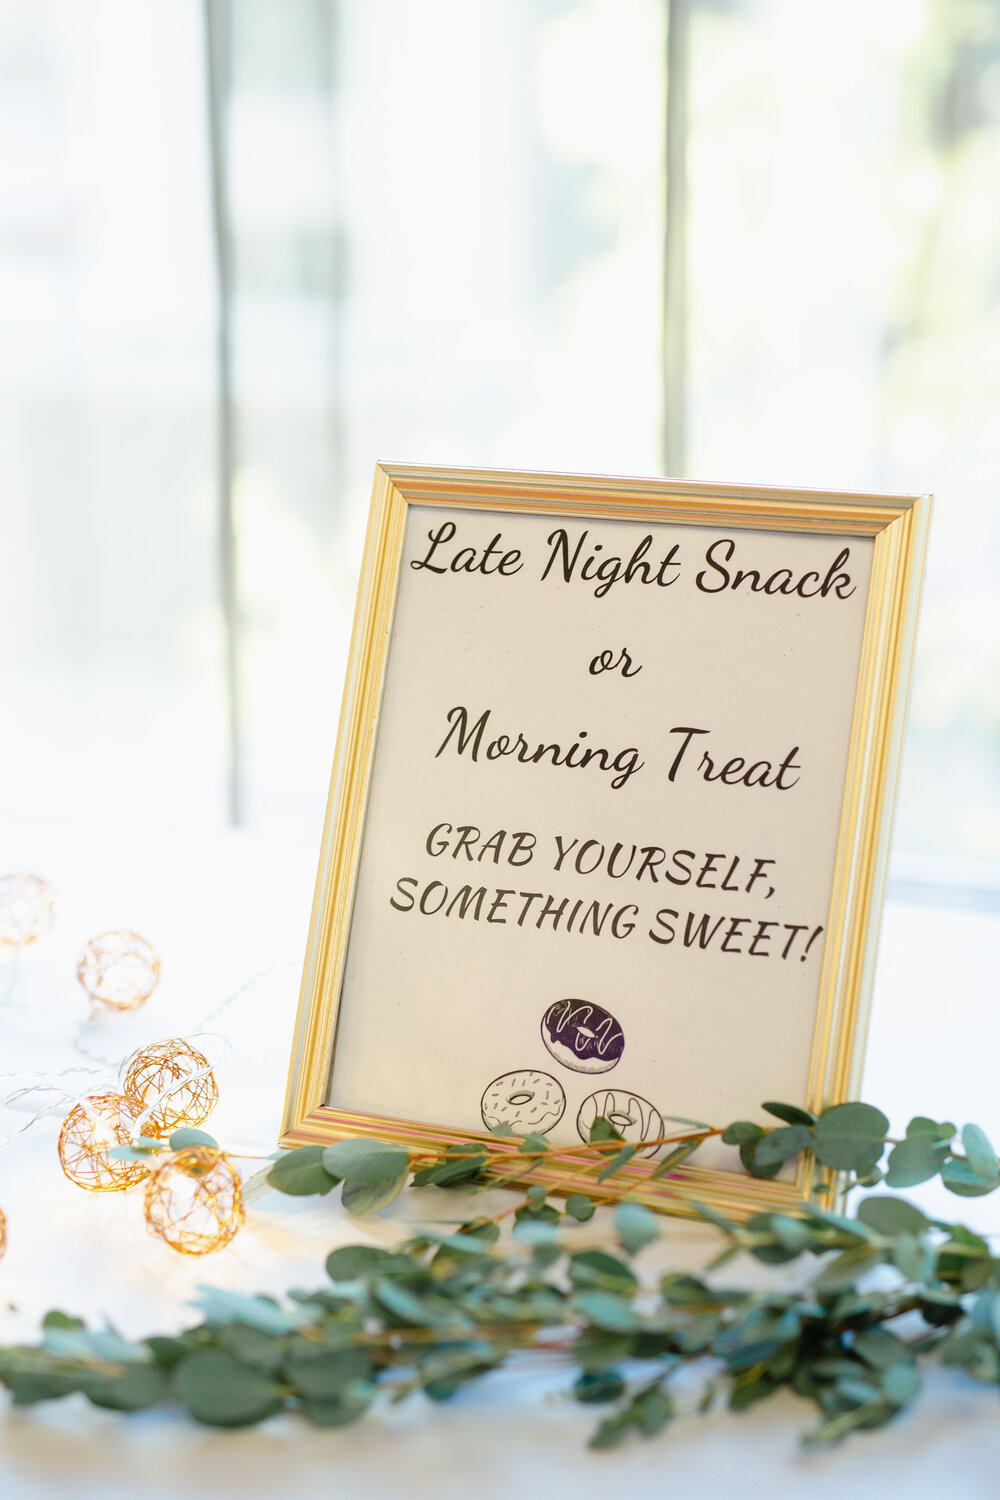 Late Night Snack
or
Morning Treat
GRAB YOURSELF,
SOMETHING SWEET!